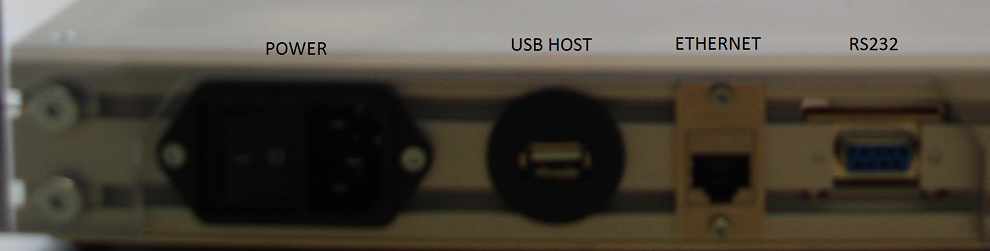 POWER
USB HOST
ETHERNET
RS232